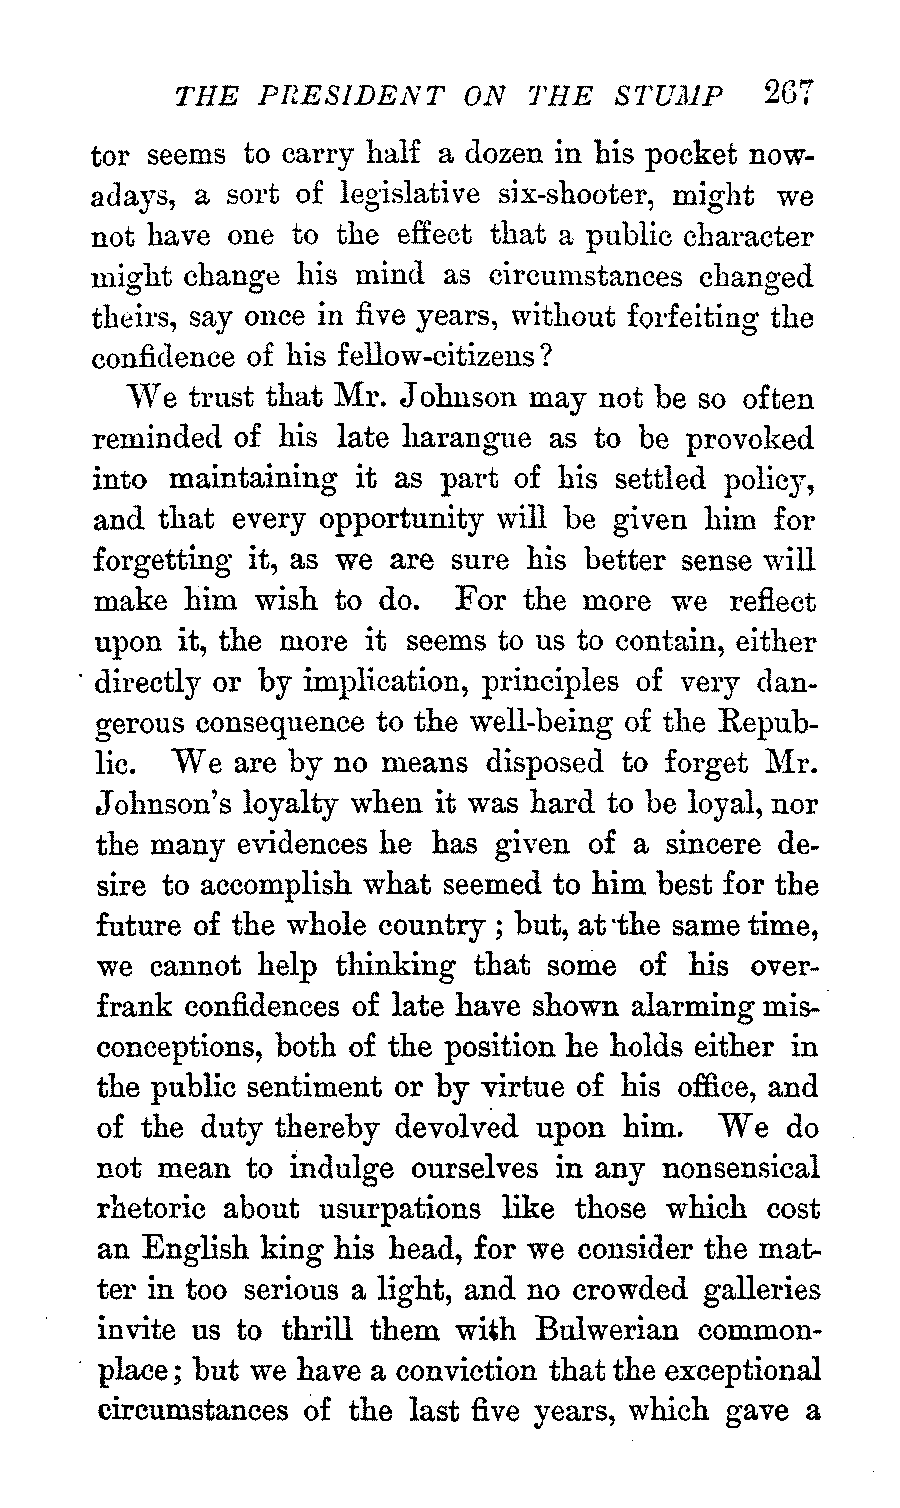 THE PRESIDENT ON THE STUMP 267
tor seems to carry half a dozen in his pocket now-
adays, a sort of legislative six-shooter, might we
not have one to the effect that a public character
might change his mind as circumstances changed
theirs, say once in five years, without forfeiting the
confidence of his fellow-citizens?
We trust that Mr. Johnson may not be so often
reminded of his late harangue as to be provoked
into maintaining it as part of his settled policy,
and that every opportunity will be given him for
forgetting it, as we are sure his better sense will
make him wish to do. For the more we reflect
upon it, the more it seems to us to contain, either
directly or by implication, principles of very dan-
gerous consequence to the well-being of the Repub-
lic. We are by no means disposed to forget Mr.
Johnson's loyalty when it was hard to be loyal, nor
the many evidences he has given of a sincere de-
sire to accomplish what seemed to him best for the
future of the whole country; but, at the same time,
we cannot help thinking that some of his over-
frank confidences of late have shown alarming mis-
conceptions, both of the position he holds either in
the public sentiment or by virtue of his office, and
of the duty thereby devolved upon him. We do
not mean to indulge ourselves in any nonsensical
rhetoric about usurpations like those which cost
an English king his head, for we consider the mat-
ter in too serious a light, and no crowded galleries
invite us to thrill them with Bulwerian common-
place; but we have a conviction that the exceptional
circumstances of the last five years, which gave a